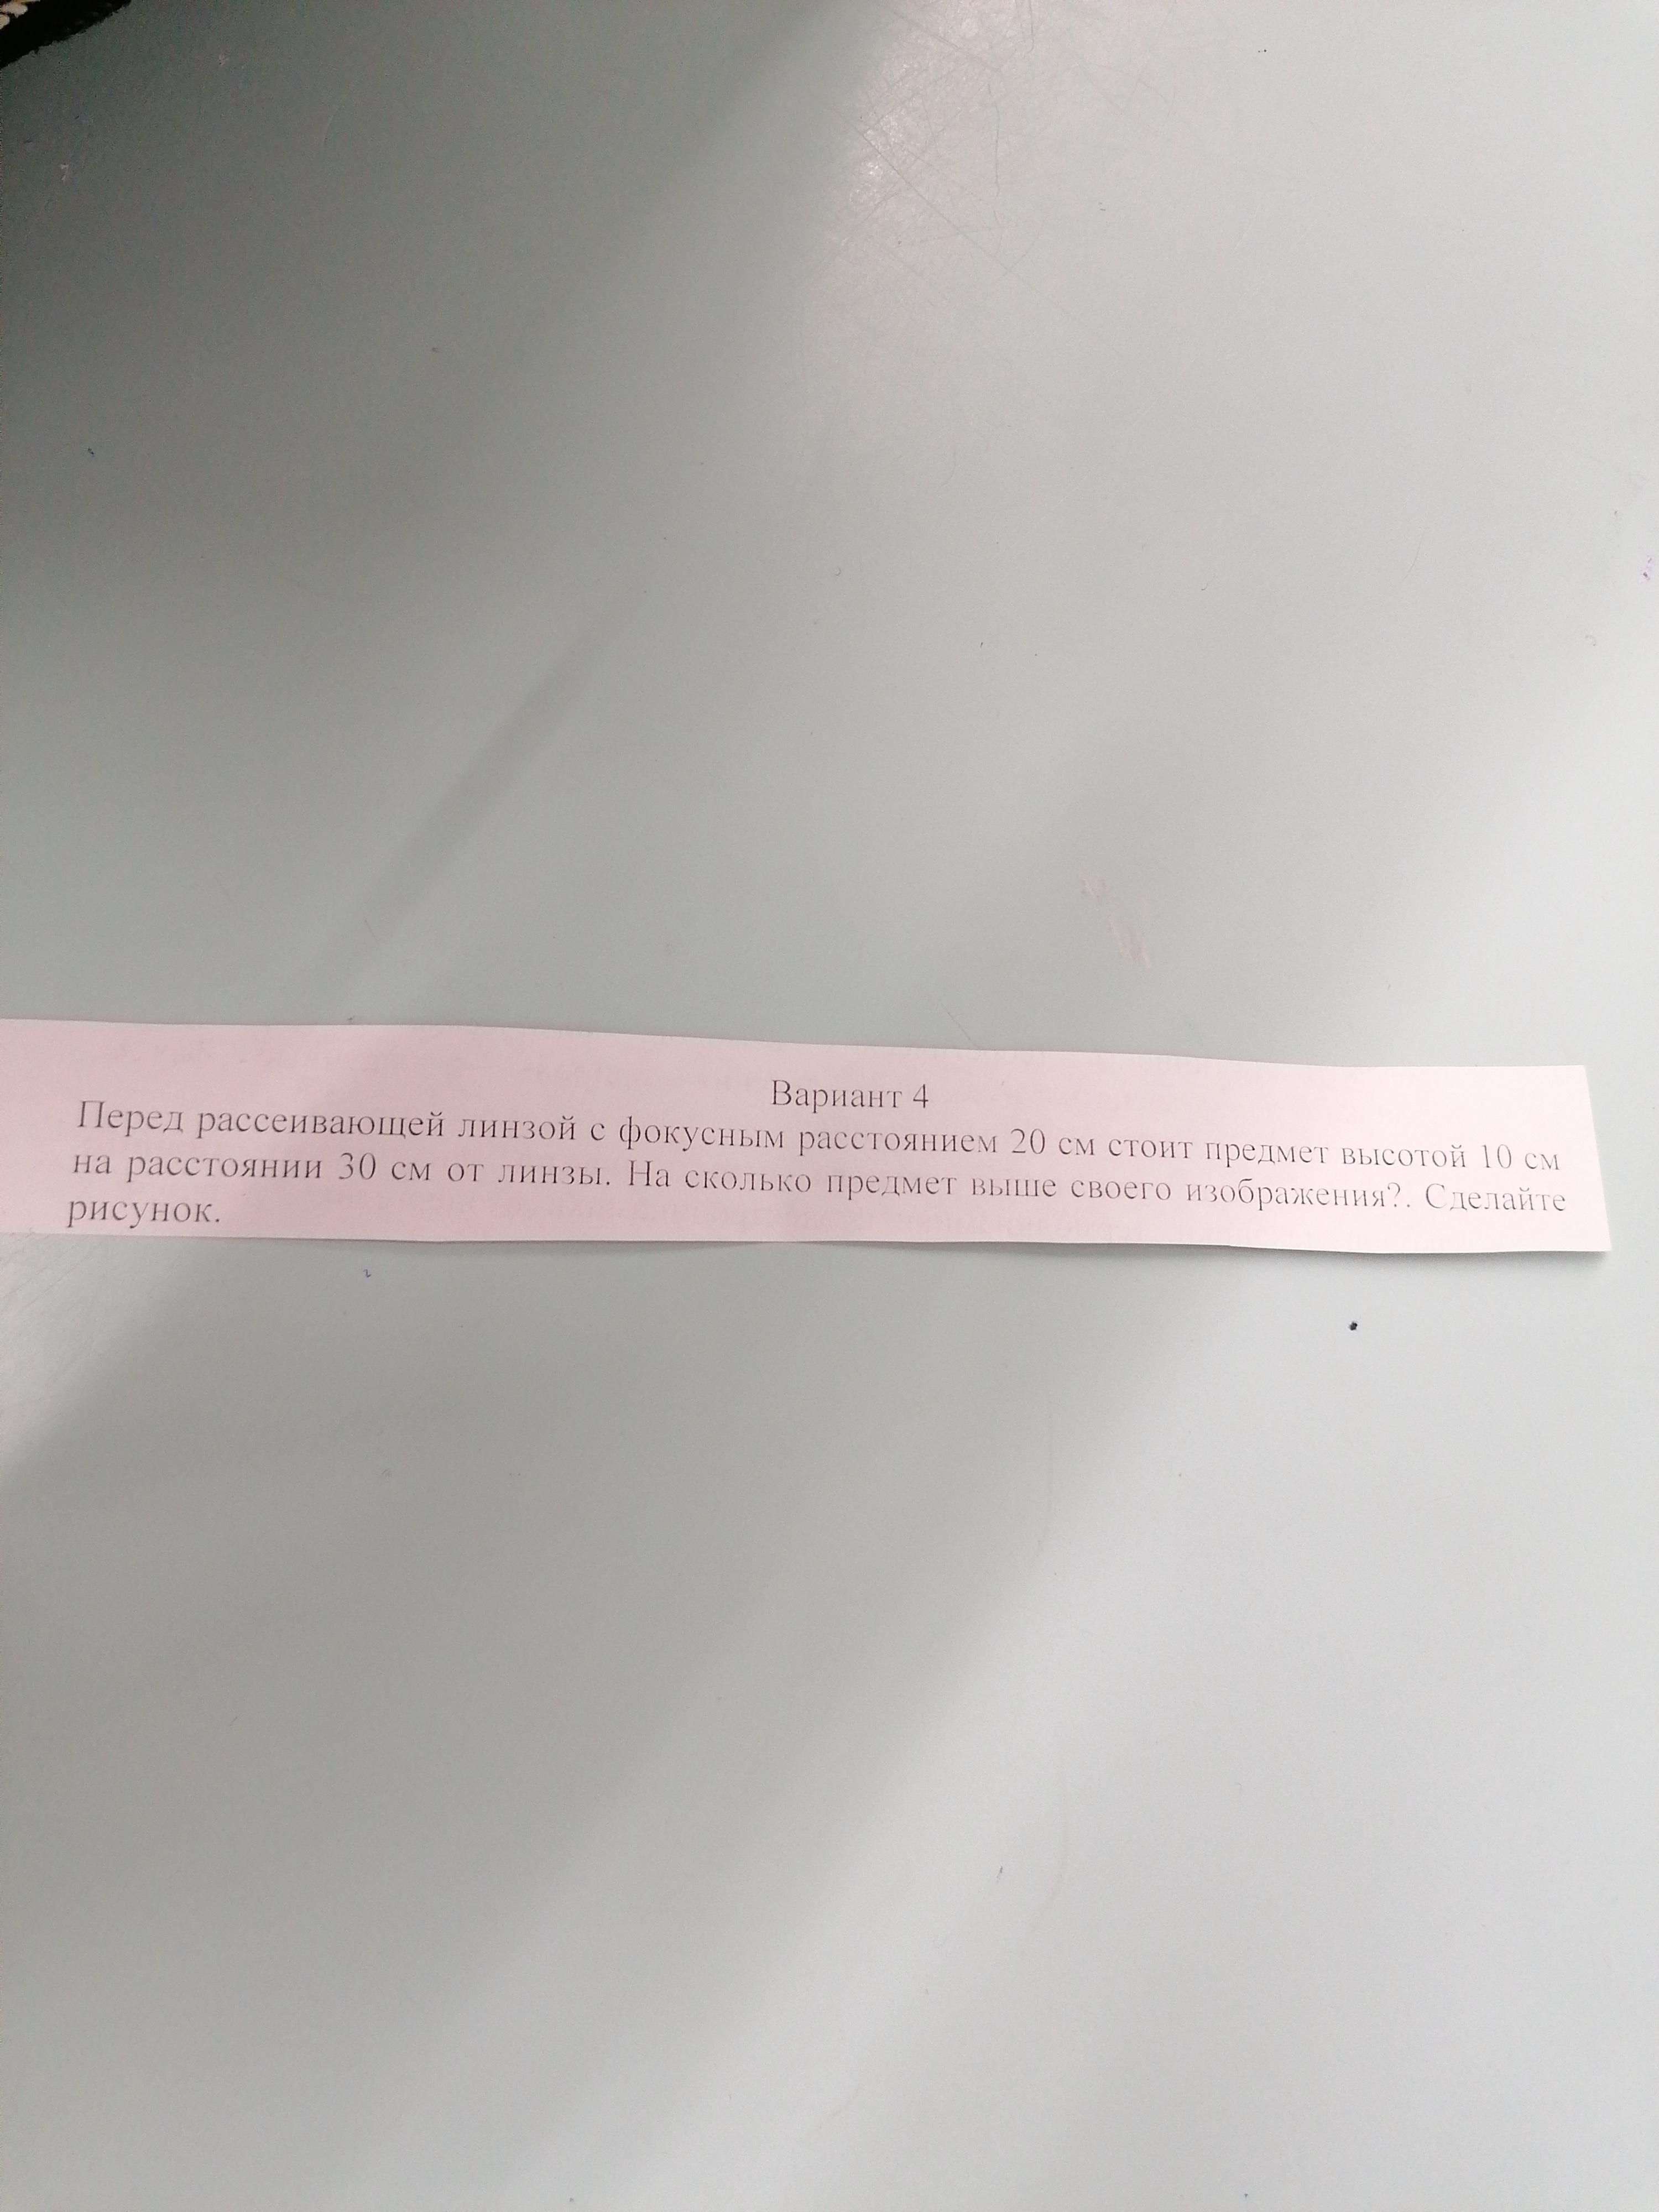 Вариант 4
Перед рассеивающей линзой с фокусным расстоянием 20 см стоит предмет высотой 10 см
на расстоянии 30 см от линзы. На сколько предмет выше своего изображения?. Сделайте
рисунок.